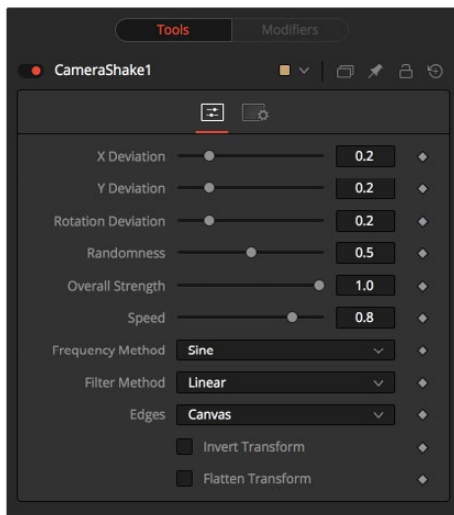 Tools Modifiers
CameraShake1
X Deviation 0.2
Y Deviation 0.2
Rotation Deviation 0.2
Randomness 0.5
Overall Strength 1.0
Speed 0.8
Frequency Method Sine
Filter Method Linear
Edges Canvas
Invert Transform
Flatten Transform